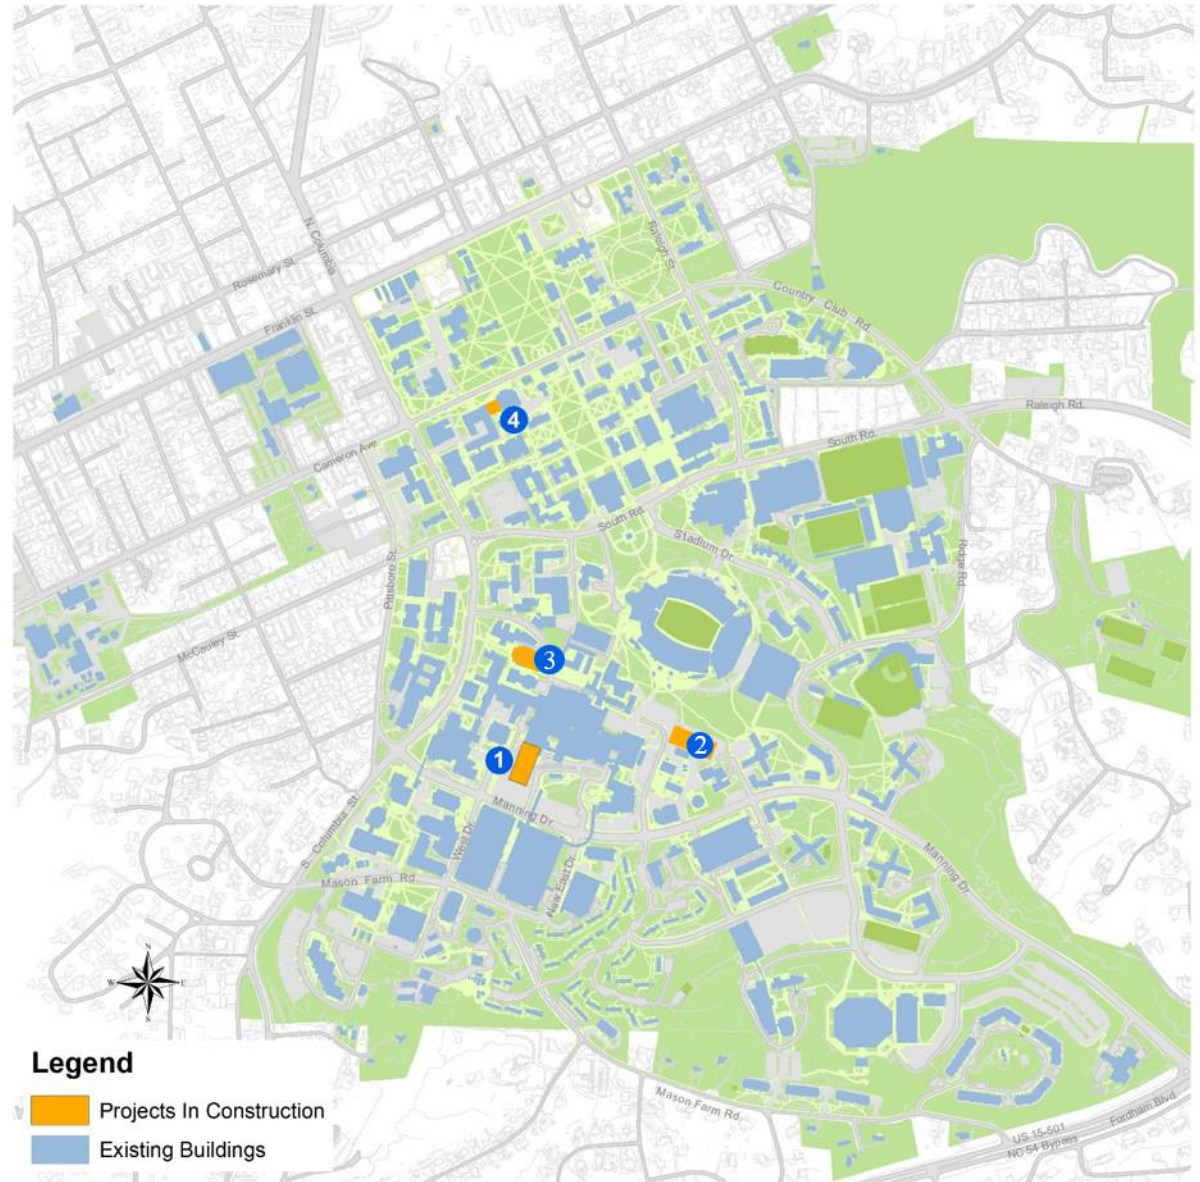 Raleigh St.
N. Columbia
Rosemary St.
Country Club Rd
Franklin St.
Raleigh Rd.
4
South Rd.
Cameron Ave
South Rd.
Stadium Dr.
Ridge Rd.
Pittsboro St.
McCauley St.
3
2
1
Manning Dr.
S. Columbia St
West Dr.
Manning Dr.
Mason Farm Rd.
New East Dr.
N
W
S
Legend
Projects In Construction
Existing Buildings
Mason Farm Rd.
Fordham Blvd.
US 15-501
NC 54 Bypass